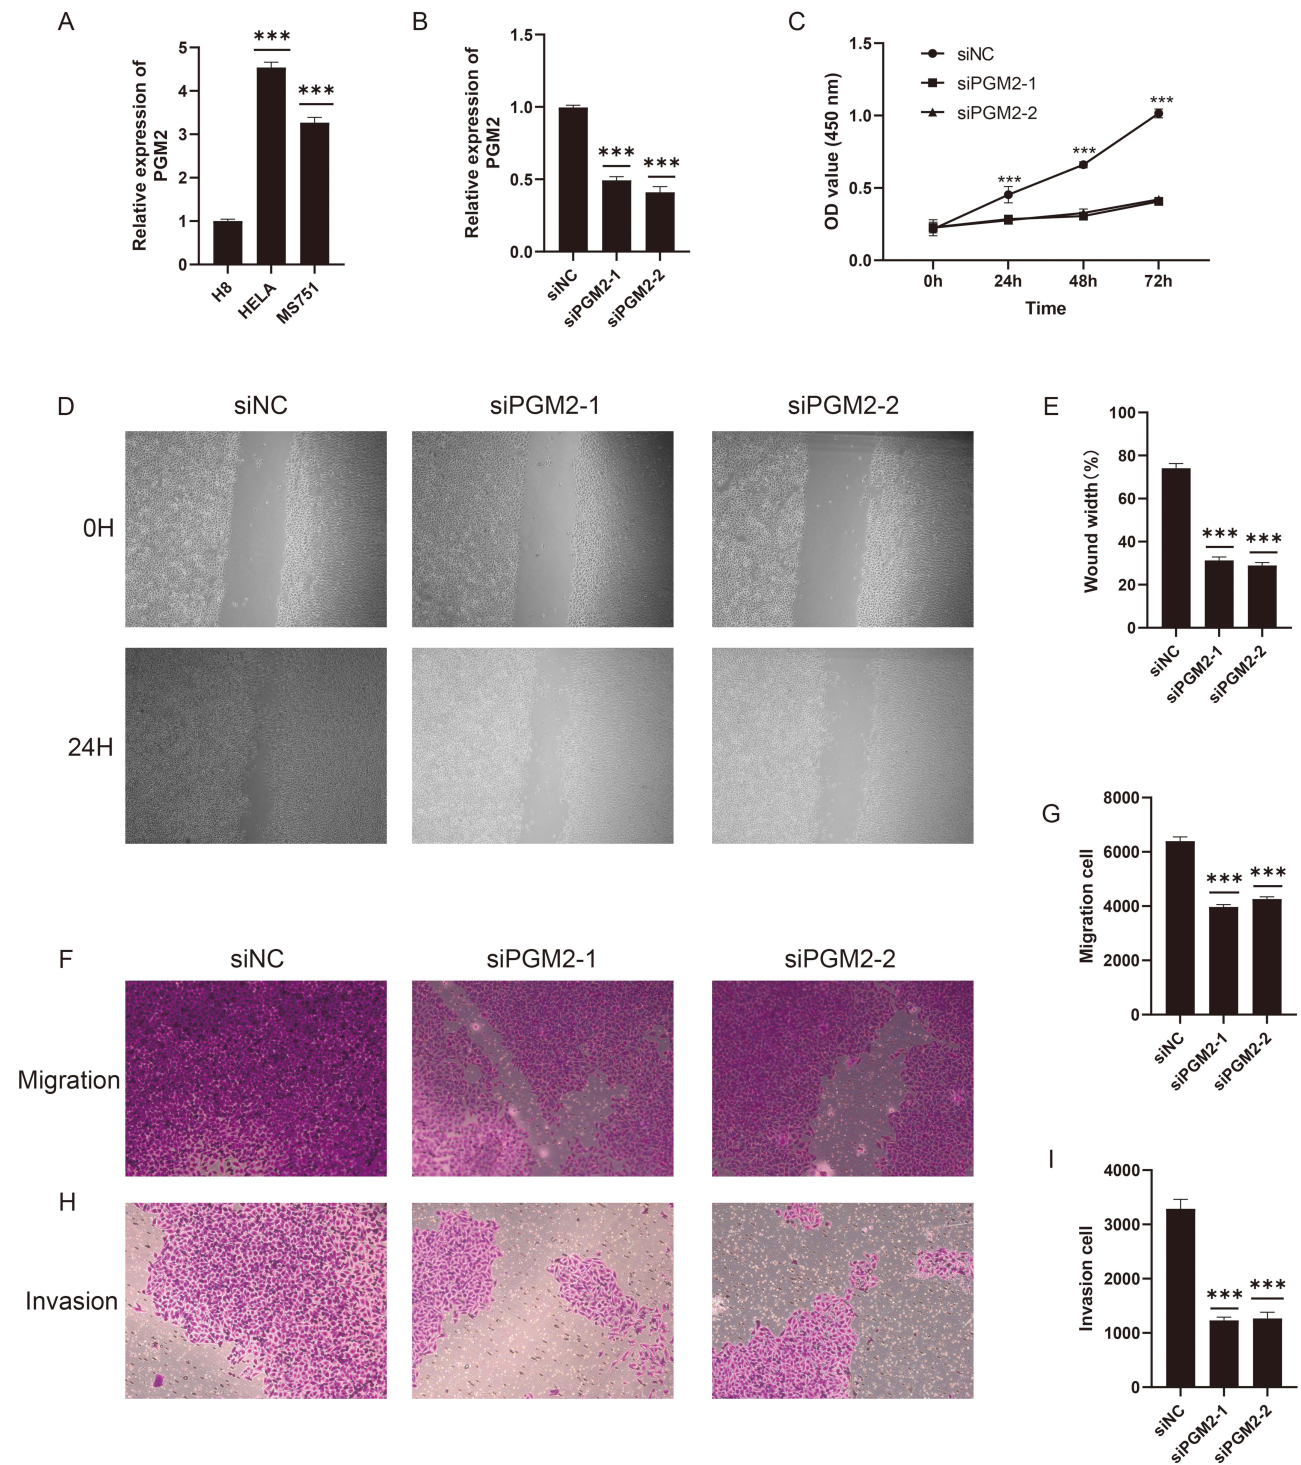 A
Relative expression of
PGM2
5
4
3
2
1
0
***
***
H8
HELA
MS751
B
Relative expression of
PGM2
1.5
1.0
0.5
0.0
***
***
siNC
siPGM2-1
siPGM2-2
C
OD value (450 nm)
1.5
1.0
0.5
0.0
siNC
siPGM2-1
siPGM2-2
***
***
***
0h 24h 48h 72h
Time
D
siNC siPGM2-1 siPGM2-2
0H
24H
E
Wound width(%)
100
80
60
40
20
0
***
***
siNC
siPGM2-1
siPGM2-2
F
siNC siPGM2-1 siPGM2-2
Migration
G
Migration cell
8000
6000
4000
2000
0
***
***
siNC
siPGM2-1
siPGM2-2
H
Invasion
I
Invasion cell
4000
3000
2000
1000
0
***
***
siNC
siPGM2-1
siPGM2-2